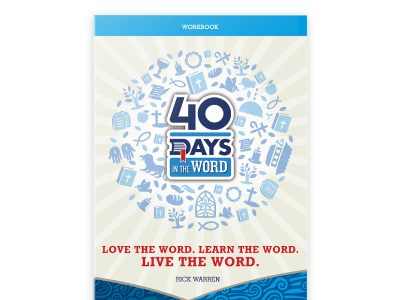 WORKBOOK
40
DAYS
IN THE WORD
LOVE THE WORD. LEARN THE WORD.
LIVE THE WORD.
RICK WARREN